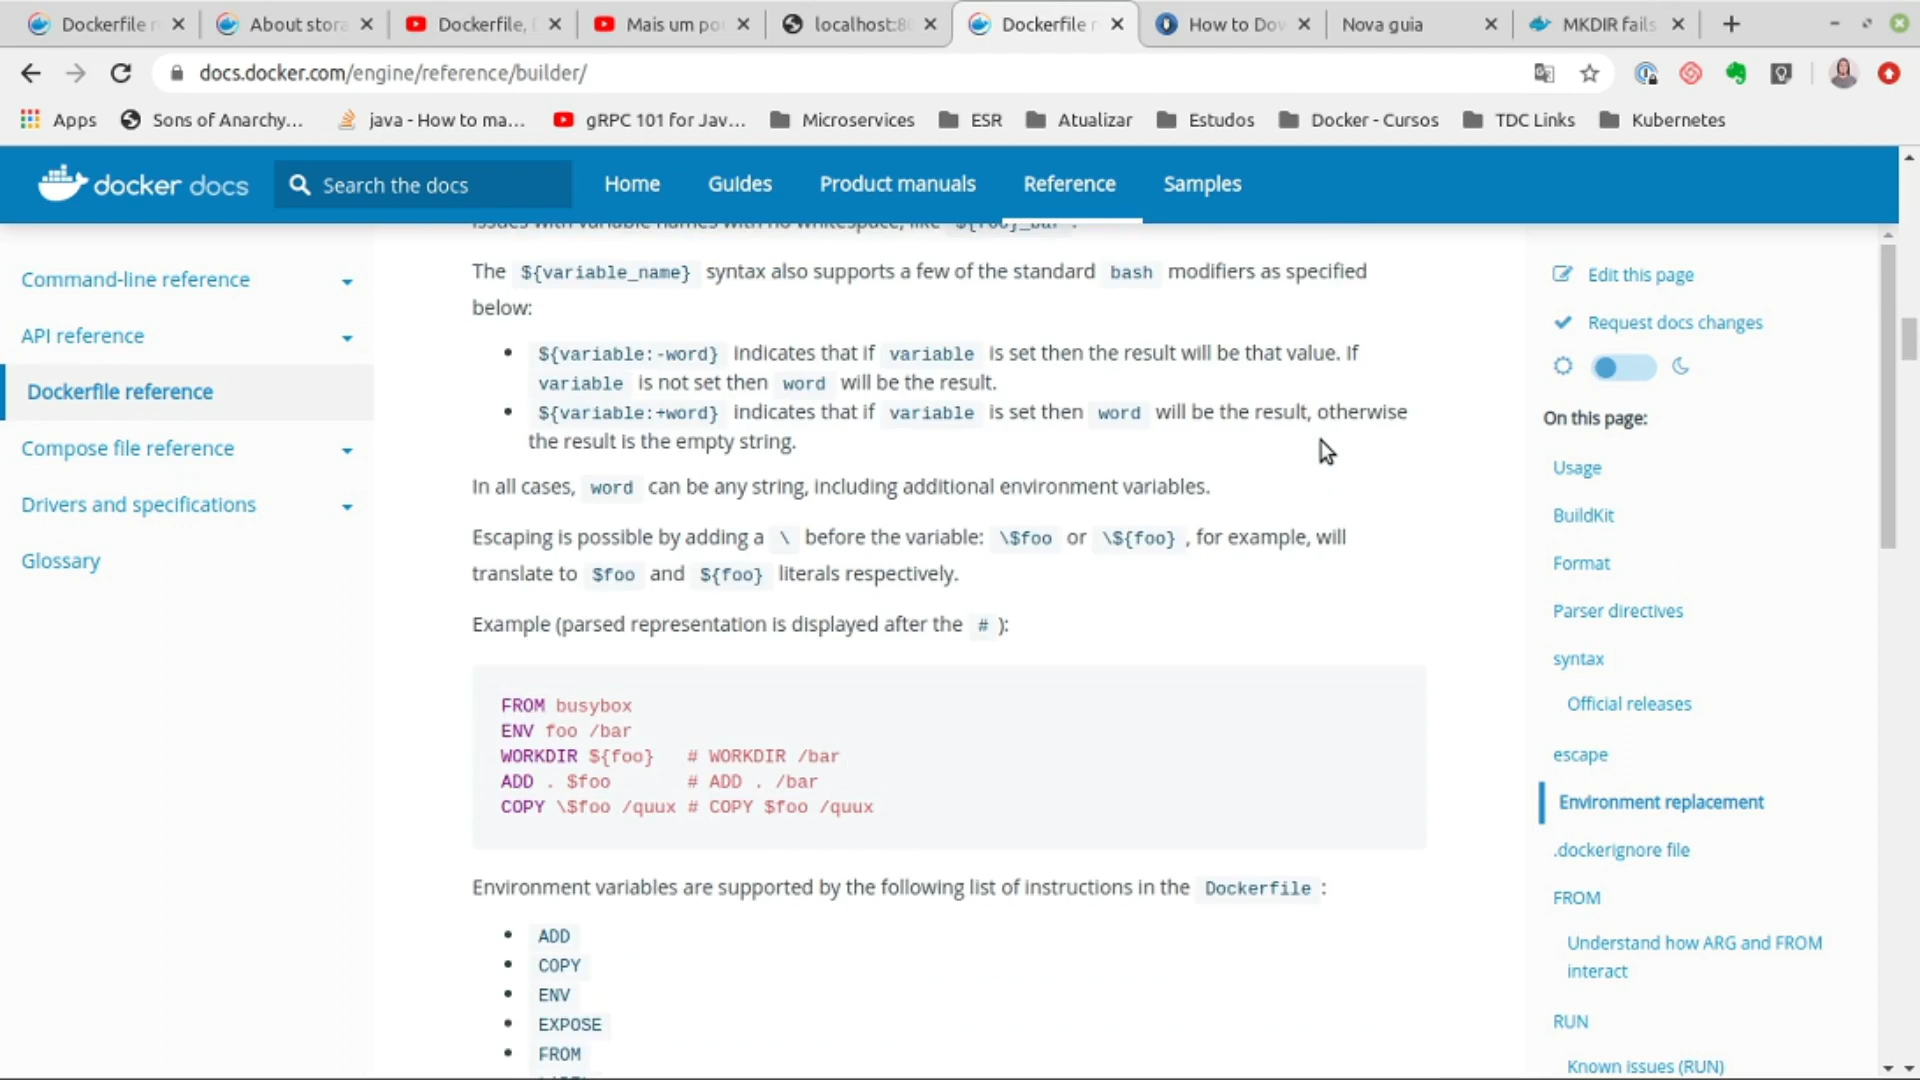 Dockerfile r
About stora
Dockerfile,
Mais um po
localhost:80
Dockerfile r
How to Dov
Nova guia
MKDIR fails
docs.docker.com/engine/reference/builder/
Apps
Sons of Anarchy...
java - How to ma...
gRPC 101 for Jav...
Microservices
ESR
Atualizar
Estudos
Docker - Cursos
TDC Links
Kubernetes
docker docs
Search the docs
Home
Guides
Product manuals
Reference
Samples
Command-line reference
API reference
Dockerfile reference
Compose file reference
Drivers and specifications
Glossary
issues with variable names with no whitespace, like ${foo}_bar .
The ${variable_name} syntax also supports a few of the standard bash modifiers as specified
below:
• ${variable:-word} indicates that if variable is set then the result will be that value. If
variable is not set then word will be the result.
• ${variable:+word} indicates that if variable is set then word will be the result, otherwise
the result is the empty string.
In all cases, word can be any string, including additional environment variables.
Escaping is possible by adding a \ before the variable: \$foo or \${foo} , for example, will
translate to $foo and ${foo} literals respectively.
Example (parsed representation is displayed after the # ):
FROM busybox
ENV foo /bar
WORKDIR ${foo}   # WORKDIR /bar
ADD . $foo       # ADD . /bar
COPY \$foo /quux # COPY $foo /quux
Environment variables are supported by the following list of instructions in the Dockerfile :
• ADD
• COPY
• ENV
• EXPOSE
• FROM
Edit this page
Request docs changes
On this page:
Usage
BuildKit
Format
Parser directives
syntax
Official releases
escape
Environment replacement
.dockerignore file
FROM
Understand how ARG and FROM
interact
RUN
Known issues (RUN)